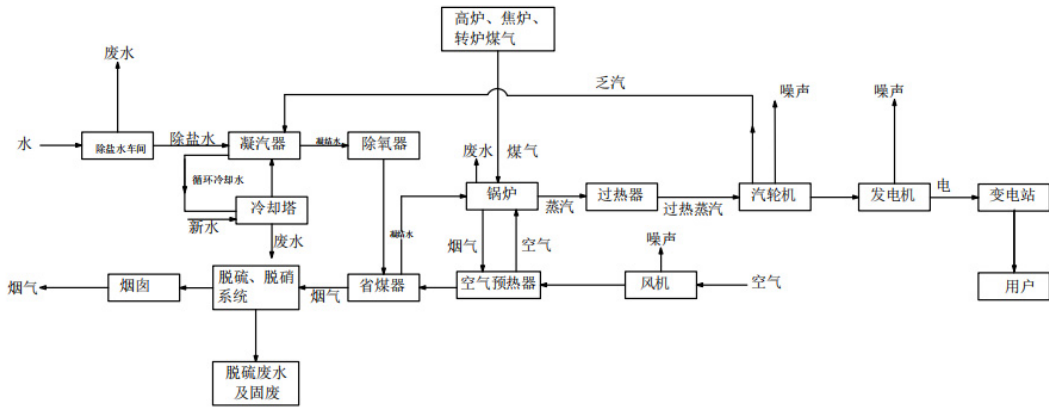 高炉、焦炉、
转炉煤气
废水
乏汽
噪声
噪声
水
除盐水车间
除盐水
凝汽器
凝结水
除氧器
废水
煤气
循环冷却水
锅炉
蒸汽
过热器
过热蒸汽
汽轮机
发电机
电
变电站
冷却塔
新水
废水
凝结水
烟气
空气
噪声
烟气
烟囱
脱硫、脱硝
系统
烟气
省煤器
空气预热器
风机
空气
用户
脱硫废水
及固废